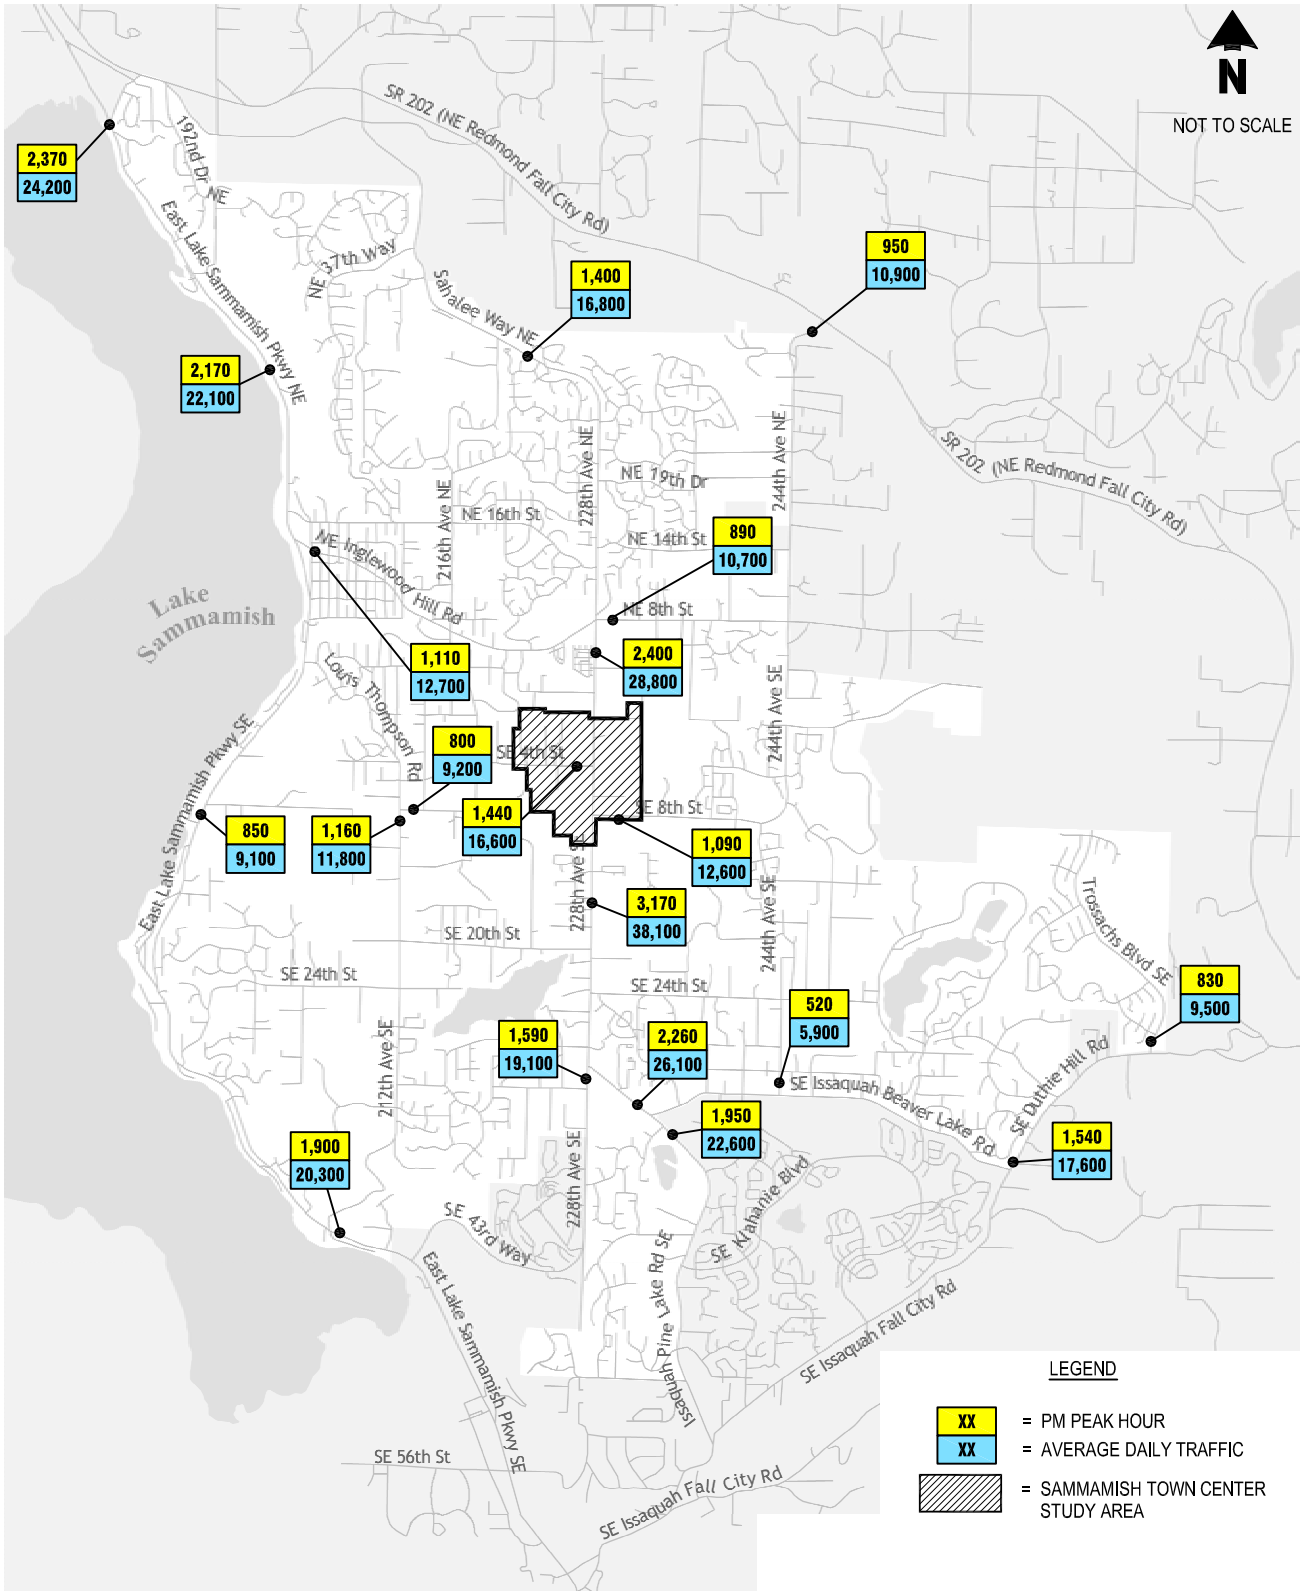 N
NOT TO SCALE
SR 202 (NE Redmond Fall City Rd)
192nd Dr NE
2,370
24,200
East Lake Sammamish Pkwy NE
NE 37th Way
Sahalee Way NE
1,400
16,800
950
10,900
2,170
22,100
228th Ave NE
244th Ave NE
NE 19th Dr
SR 202 (NE Redmond Fall City Rd)
216th Ave NE
NE 16th St
NE 14th St
890
10,700
NE Inglewood Hill Rd
NE 8th St
Lake
Sammamish
1,110
12,700
2,400
28,800
Louis Thompson Rd
244th Ave SE
East Lake Sammamish Pkwy SE
800
9,200
SE 4th St
1,440
16,600
SE 8th St
850
9,100
1,160
11,800
1,090
12,600
228th Ave SE
244th Ave SE
3,170
38,100
SE 20th St
Trossachs Blvd SE
SE 24th St
SE 24th St
830
9,500
520
5,900
1,590
19,100
2,260
26,100
212th Ave SE
SE Issaquah Beaver Lake Rd
SE Duthie Hill Rd
1,950
22,600
1,540
17,600
1,900
20,300
228th Ave SE
SE Klahanie Blvd
SE 43rd Way
East Lake Sammamish Pkwy SE
Issaquah Pine Lake Rd SE
SE Issaquah Fall City Rd
SE 56th St
SE Issaquah Fall City Rd
LEGEND
XX = PM PEAK HOUR
XX = AVERAGE DAILY TRAFFIC
= SAMMAMISH TOWN CENTER
STUDY AREA